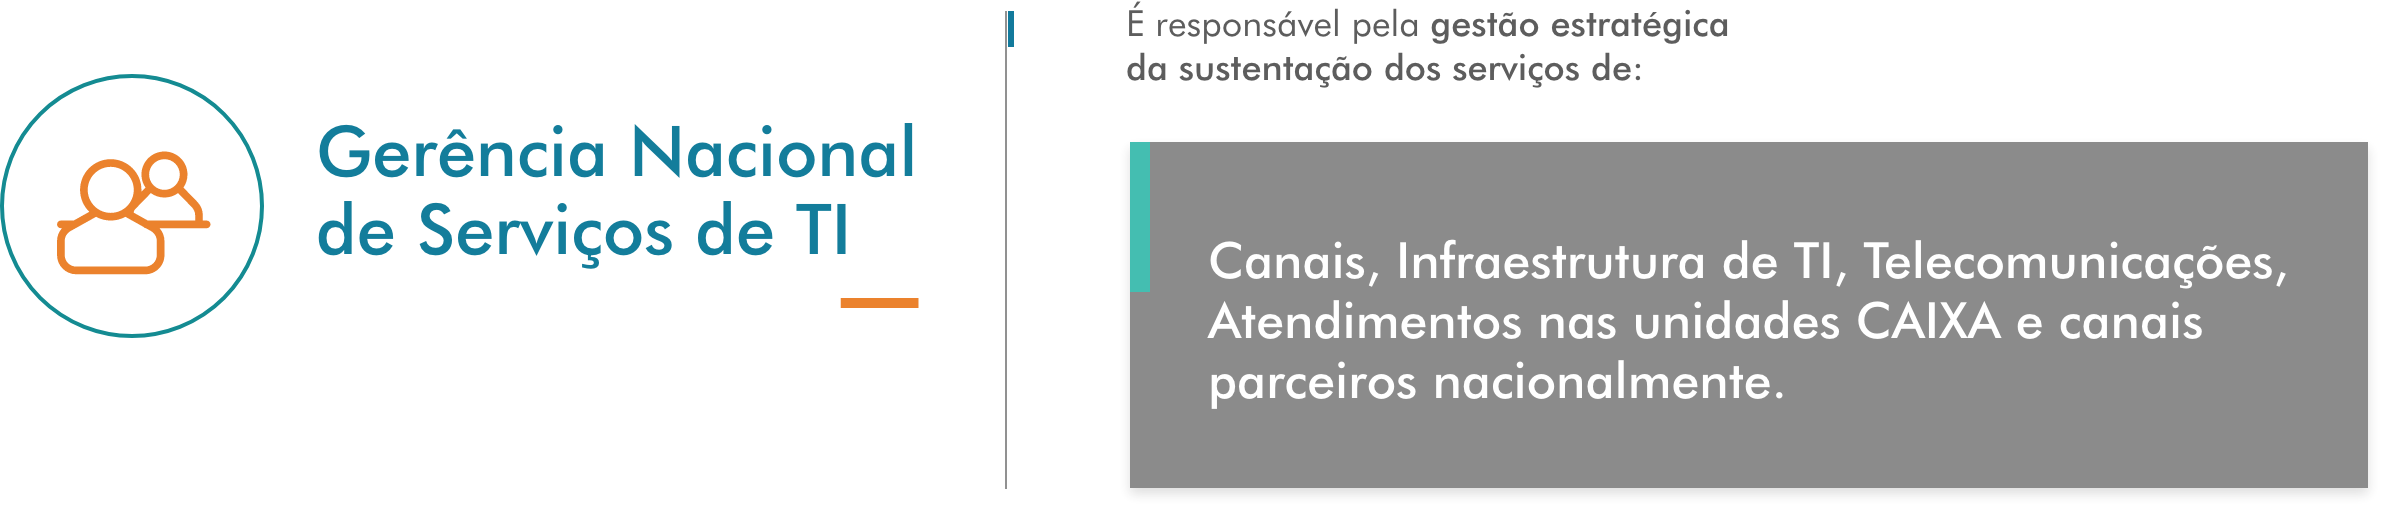 Gerência Nacional
de Serviços de TI
É responsável pela gestão estratégica
da sustentação dos serviços de:
Canais, Infraestrutura de TI, Telecomunicações,
Atendimentos nas unidades CAIXA e canais
parceiros nacionalmente.